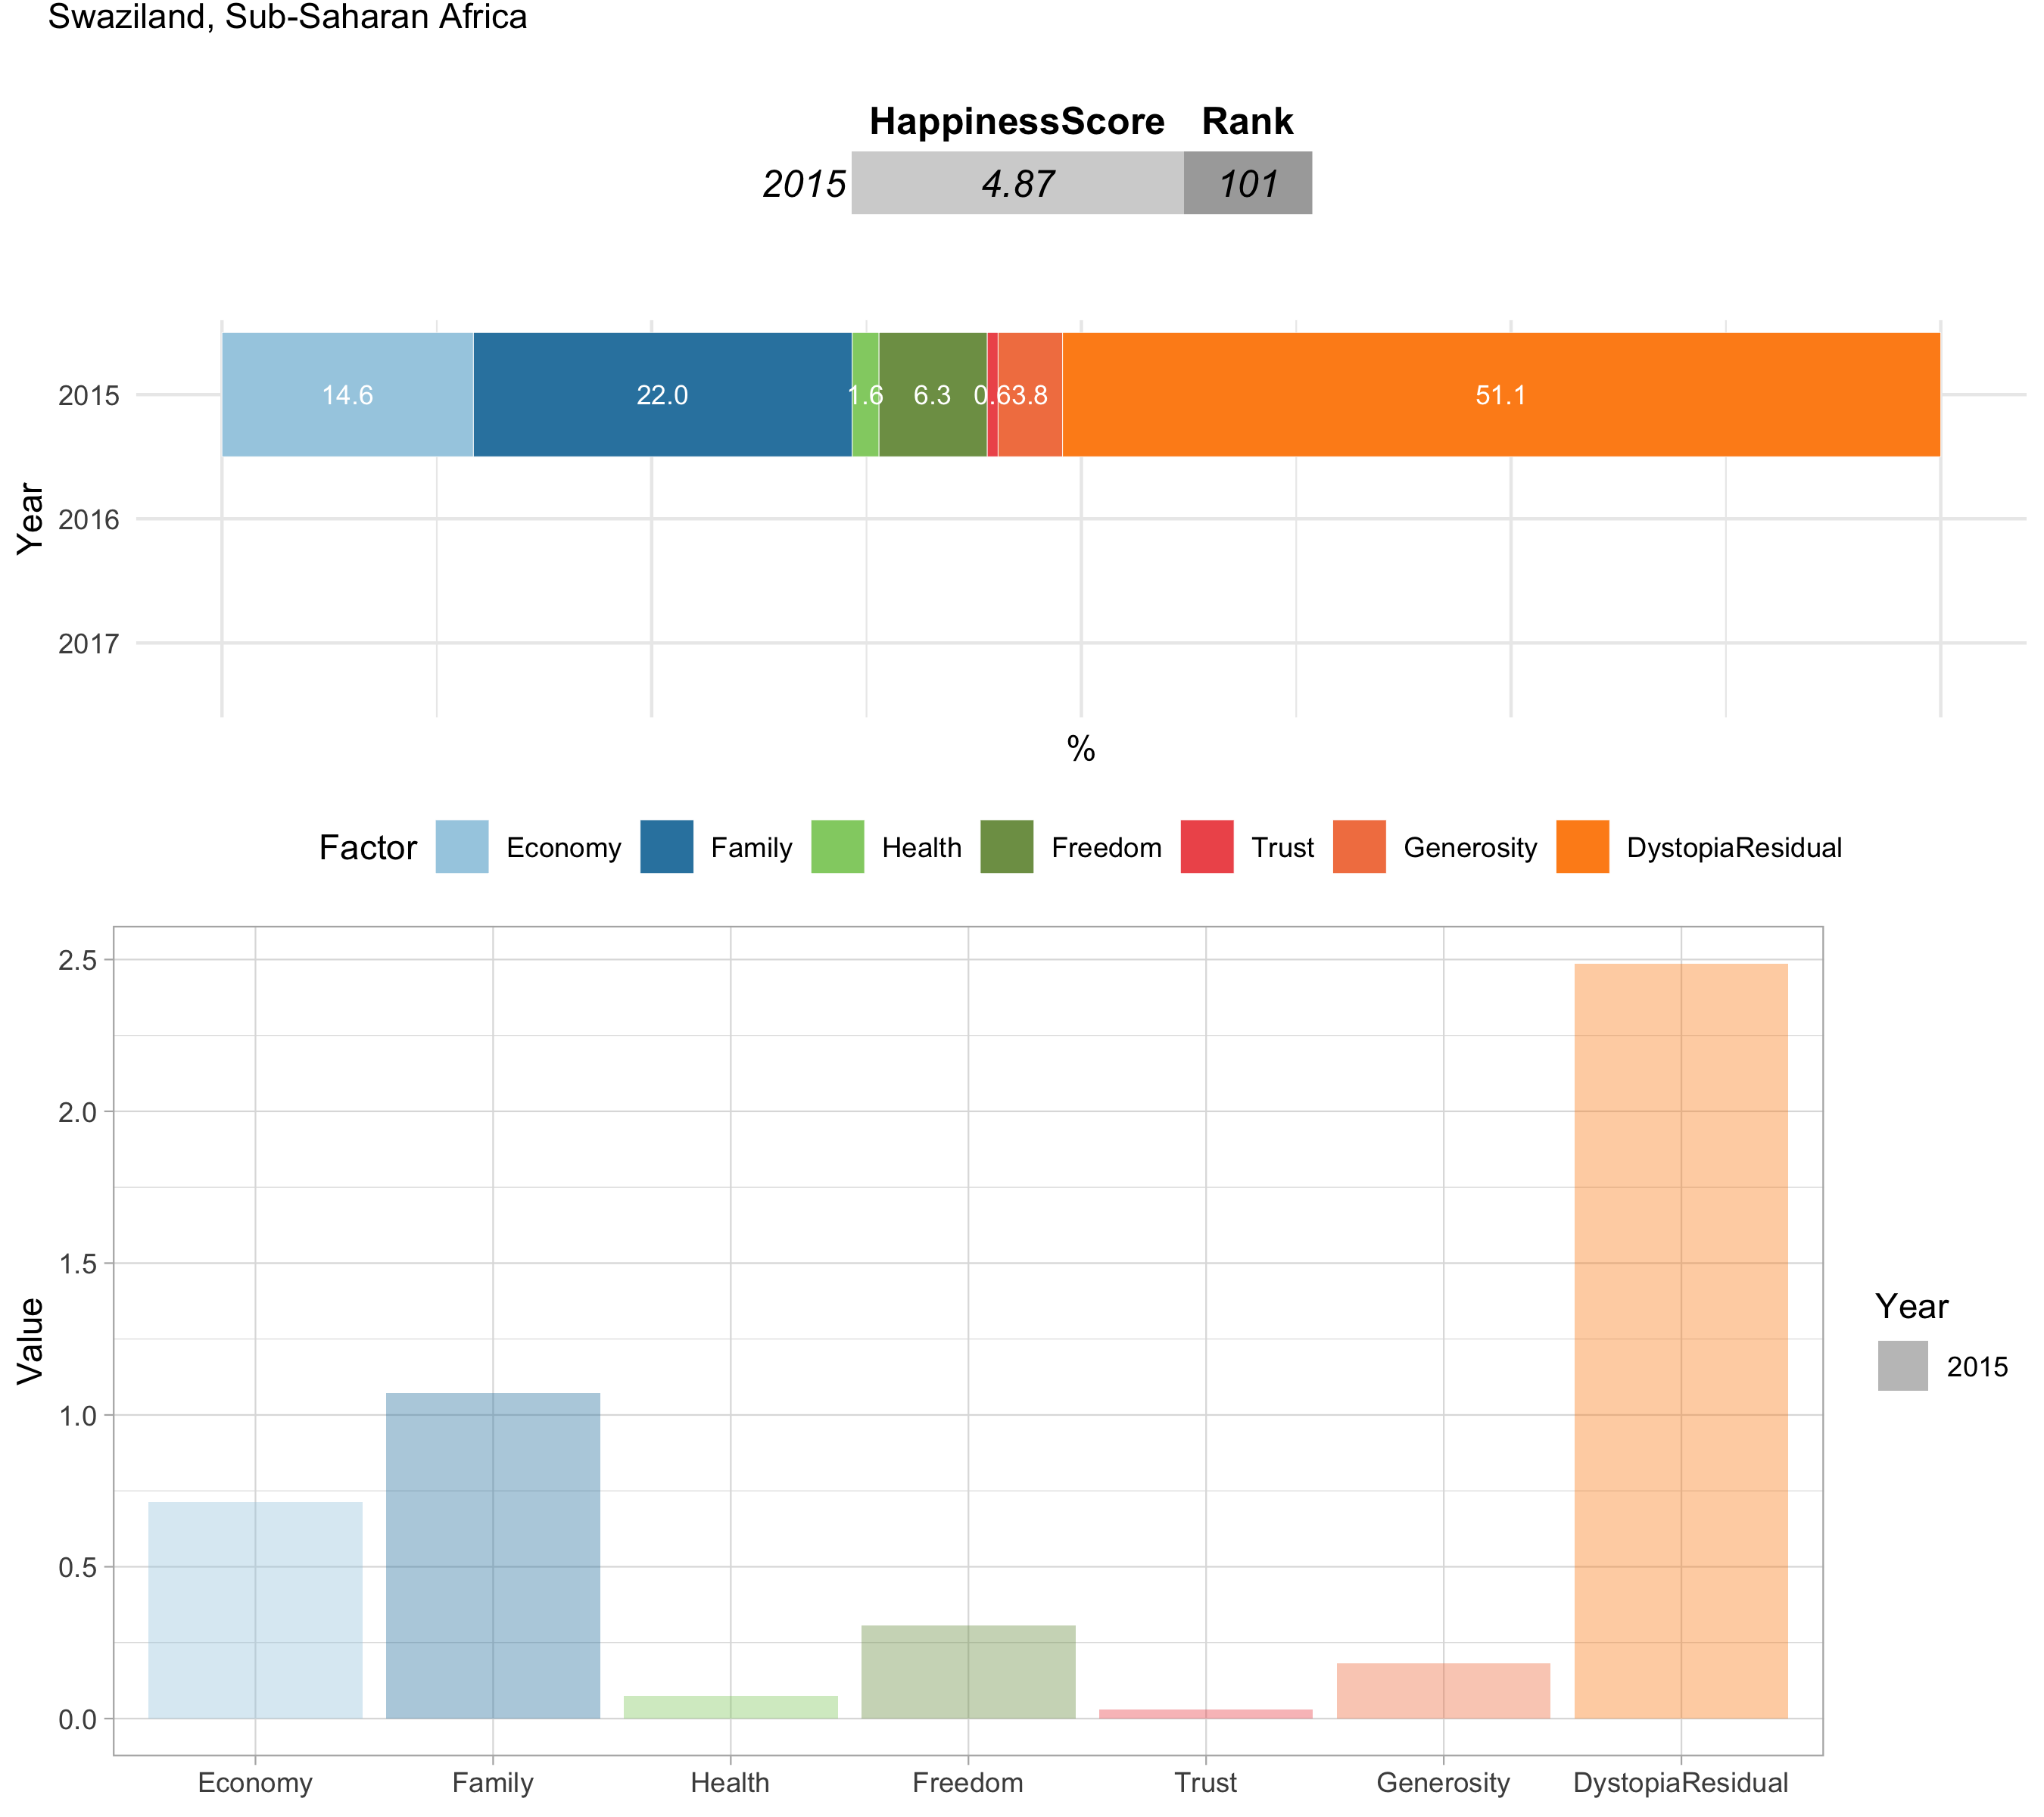 Swaziland, Sub-Saharan Africa
HappinessScore Rank
2015 4.87 101
2015 14.6 22.0 1.6 6.3 0.6 3.8 51.1
Year
2016
2017
%
Factor Economy Family Health Freedom Trust Generosity DystopiaResidual
2.5
2.0
1.5
Value
1.0
0.5
0.0
Year
2015
Economy Family Health Freedom Trust Generosity DystopiaResidual